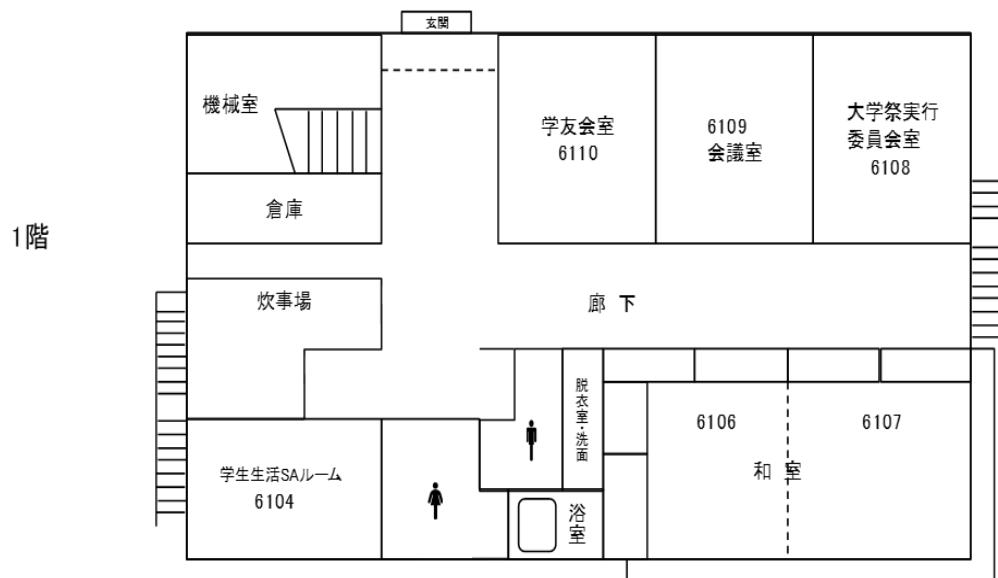 玄関
機械室
学友会室
6110
6109
会議室
大学祭実行
委員会室
6108
倉庫
1階
炊事場
廊 下
脱衣室・洗面
6106
6107
和 室
学生生活SAルーム
6104
浴室